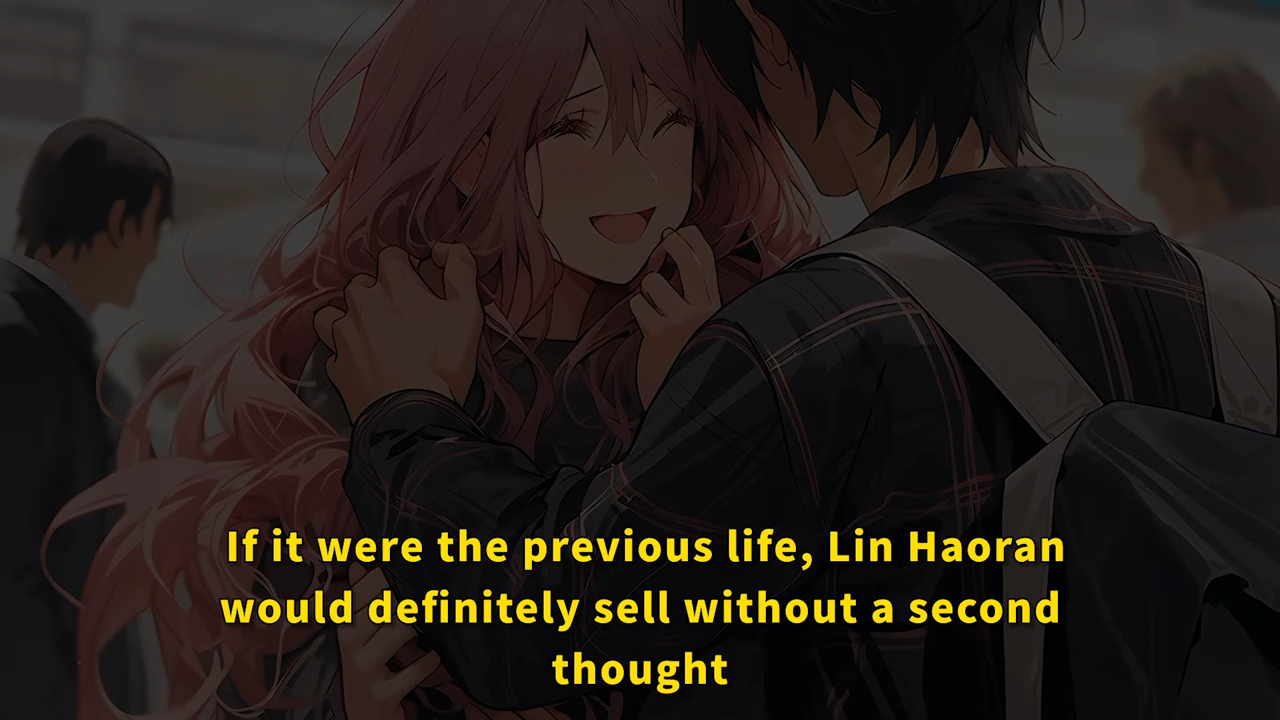 If it were the previous life, Lin Haoran
would definitely sell without a second
thought